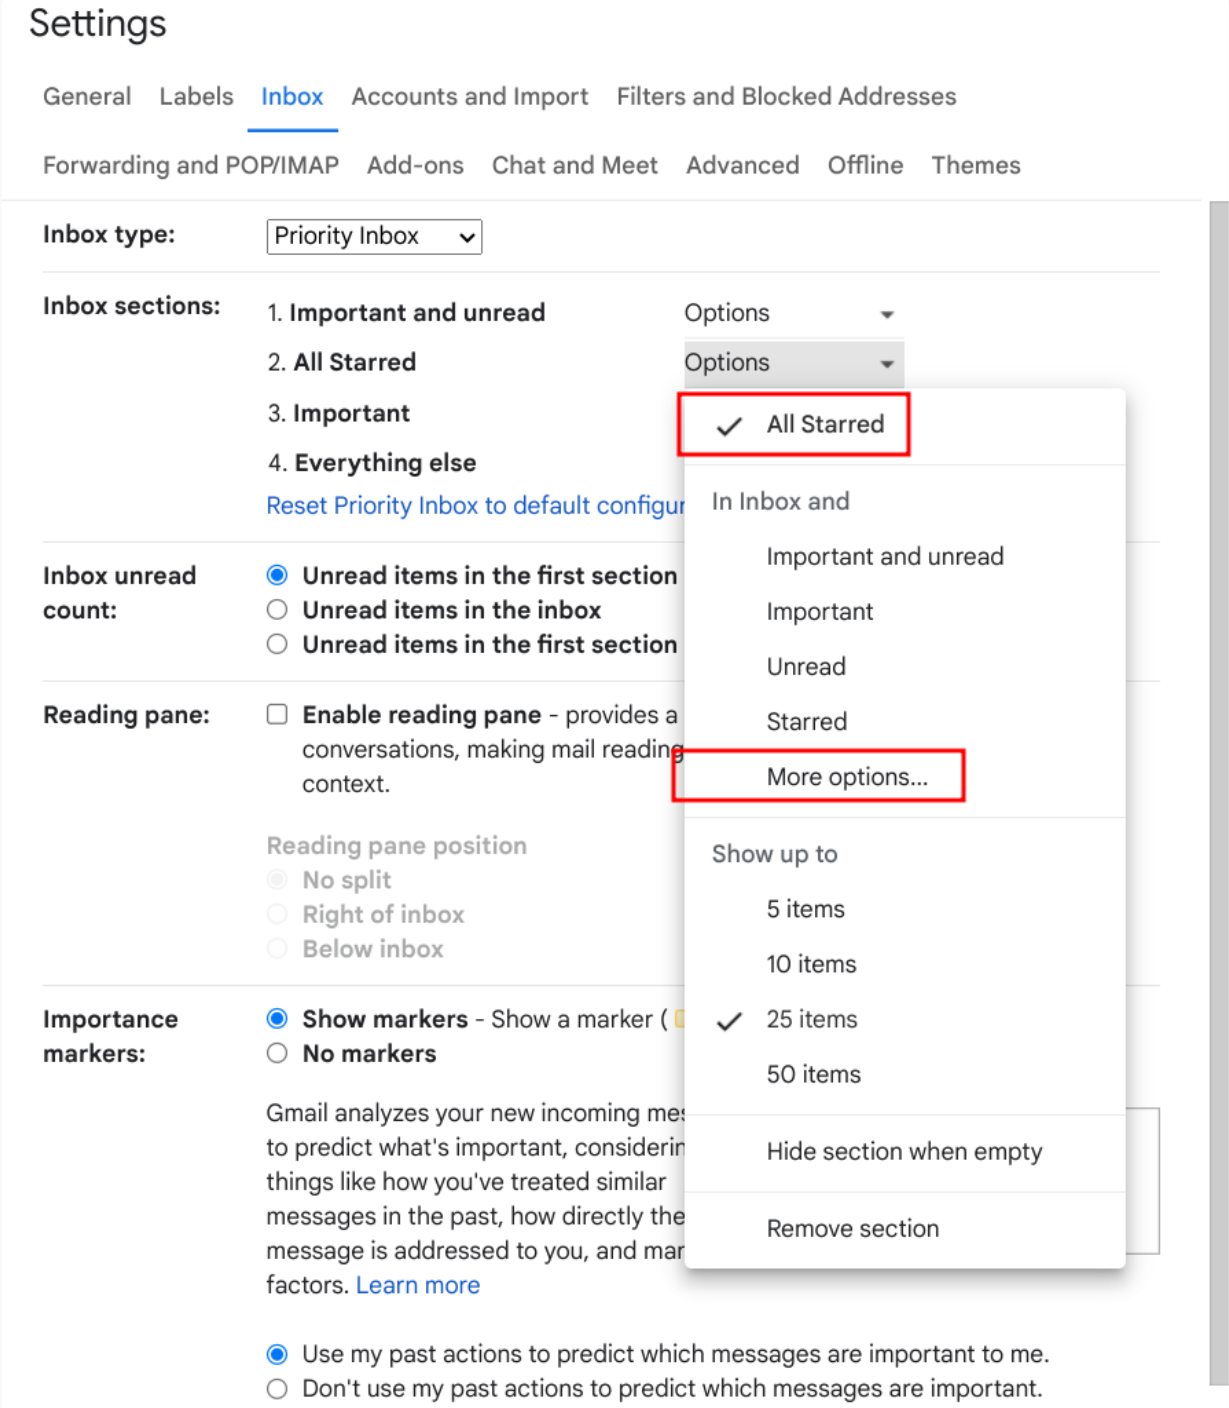 Settings
General Labels Inbox Accounts and Import Filters and Blocked Addresses
Forwarding and POP/IMAP Add-ons Chat and Meet Advanced Offline Themes
Inbox type: Priority Inbox
Inbox sections: 1. Important and unread Options
2. All Starred Options
3. Important
4. Everything else
Reset Priority Inbox to default
All Starred
In Inbox and
Important and unread
Important
Unread
Starred
More options...
Show up to
5 items
10 items
25 items
50 items
Hide section when empty
Remove section
Inbox unread
count:
Unread items in the first section
Unread items in the inbox
Unread items in the first section
Reading pane: Enable reading pane - provides a
conversations, making mail reading
context.
Reading pane position
No split
Right of inbox
Below inbox
Importance
markers:
Show markers - Show a marker (
No markers
Gmail analyzes your new incoming
to predict what's important,
things like how you've treated similar
messages in the past, how directly the
message is addressed to you, and
factors. Learn more
Use my past actions to predict which messages are important to me.
Don't use my past actions to predict which messages are important.